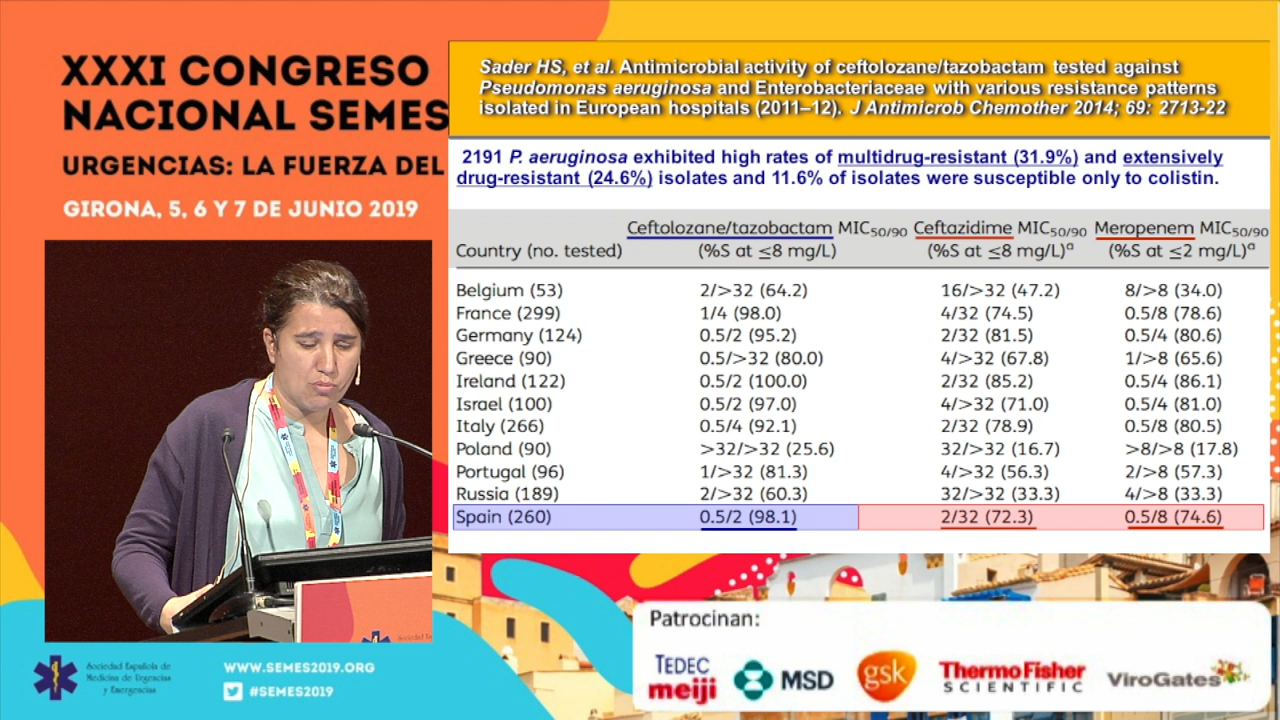 XXXI CONGRESO
NACIONAL SEMES
URGENCIAS: LA FUERZA DEL
GIRONA, 5, 6 Y 7 DE JUNIO 2019
Sader HS, et al. Antimicrobial activity of ceftolozane/tazobactam tested against
Pseudomonas aeruginosa and Enterobacteriaceae with various resistance patterns
isolated in European hospitals (2011–12). J Antimicrob Chemother 2014; 69: 2713-22
2191 P. aeruginosa exhibited high rates of multidrug-resistant (31.9%) and extensively
drug-resistant (24.6%) isolates and 11.6% of isolates were susceptible only to colistin.
Ceftolozane/tazobactam MIC50/90 Ceftazidime MIC50/90 Meropenem MIC50/90
Country (no. tested) (%S at ≤8 mg/L) (%S at ≤8 mg/L)a (%S at ≤2 mg/L)a
Belgium (53) 2/>32 (64.2) 16/>32 (47.2) 8/>8 (34.0)
France (299) 1/4 (98.0) 4/32 (74.5) 0.5/8 (78.6)
Germany (124) 0.5/2 (95.2) 2/32 (81.5) 0.5/4 (80.6)
Greece (90) 0.5/>32 (80.0) 4/>32 (67.8) 1/>8 (65.6)
Ireland (122) 0.5/2 (100.0) 2/32 (85.2) 0.5/4 (86.1)
Israel (100) 0.5/2 (97.0) 4/>32 (71.0) 0.5/4 (81.0)
Italy (266) 0.5/4 (92.1) 2/32 (78.9) 0.5/8 (80.5)
Poland (90) >32/>32 (25.6) 32/>32 (16.7) >8/>8 (17.8)
Portugal (96) 1/>32 (81.3) 4/>32 (56.3) 2/>8 (57.3)
Russia (189) 2/>32 (60.3) 32/>32 (33.3) 4/>8 (33.3)
Spain (260) 0.5/2 (98.1) 2/32 (72.3) 0.5/8 (74.6)
Sociedad Española de
Medicina de Urgencias
y Emergencias
WWW.SEMES2019.ORG
#SEMES2019
Patrocinan:
TEDEC
meiji
MSD
gsk
ThermoFisher
SCIENTIFIC
ViroGates